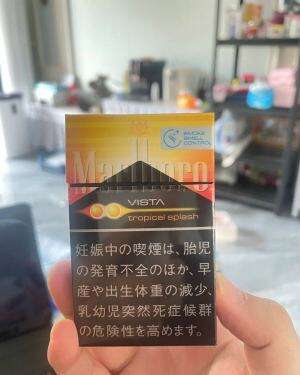 SMOKE
SMELL
CONTROL
Marlboro
VISTA
tropical splash
妊娠中の喫煙は、胎児
の発育不全のほか、早
産や出生体重の減少、
乳幼児突然死症候群
の危険性を高めます。